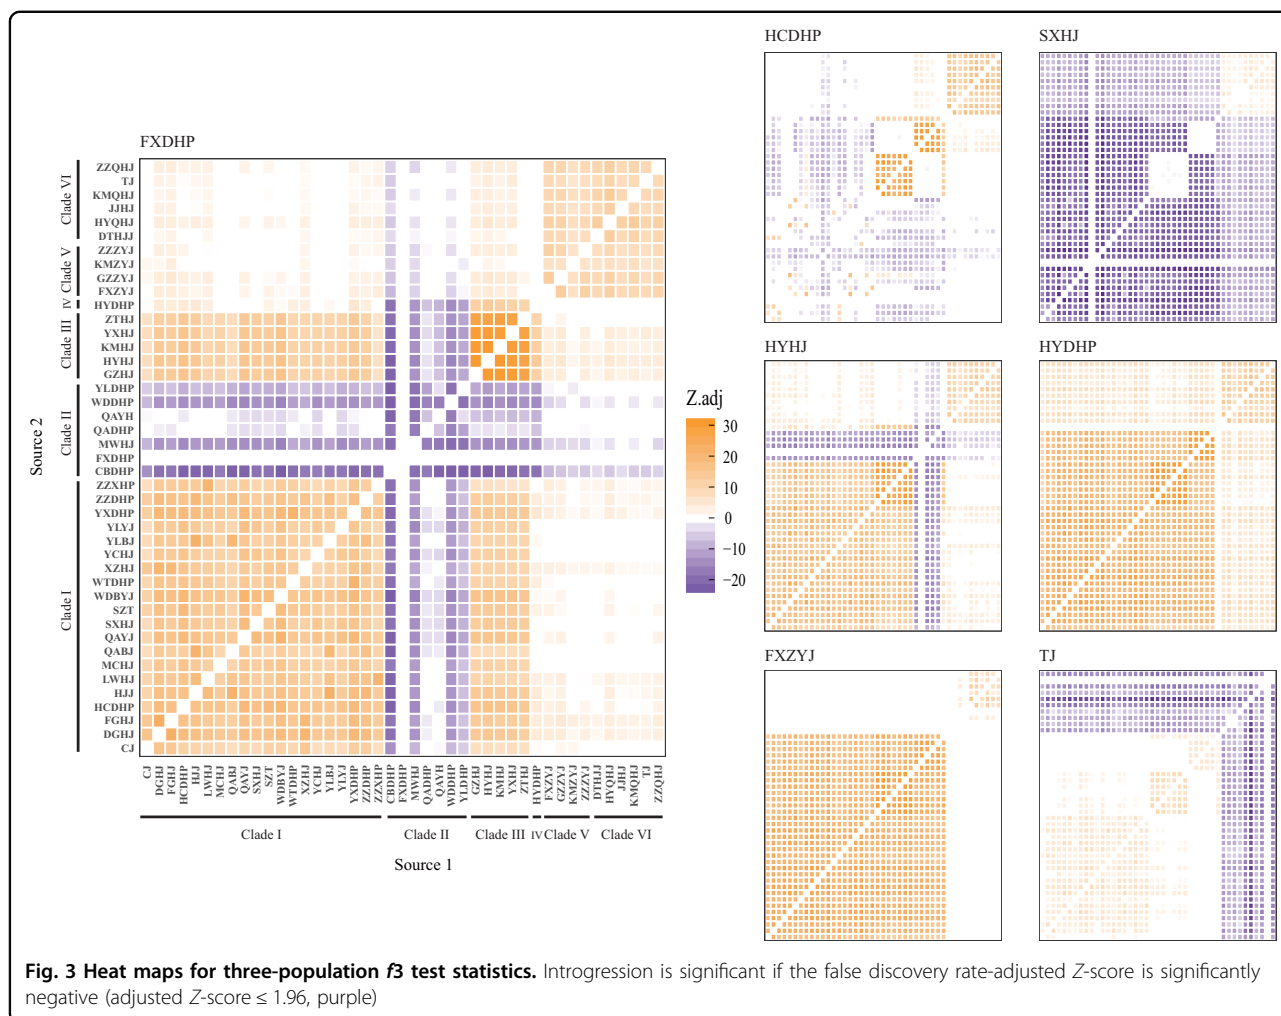 FXDHP
HCDHP
SXHJ
HYHJ
HYDHP
FXZYJ
TJ
Source 2
Clade VI
Clade V
IV
Clade III
Clade II
Clade I
ZZQHJ
TJ
KMQHJ
JJHJ
HYQHJ
DTHJJ
ZZZYJ
KMZYJ
GZZYJ
FXZYJ
HYDHP
ZTHJ
YXHJ
KMHJ
HYHJ
GZHJ
YLDHP
WDDHP
QAYH
QADHP
MWHJ
FXDHP
CBDHP
ZZXHP
ZZDHP
YXDHP
YLYJ
YLBJ
YCHJ
XZHJ
WTDHP
WDBYJ
SZT
SXHJ
QAYJ
QABJ
MCHJ
LWHJ
HJJ
HCDHP
FGHJ
DGHJ
CJ
CJ
DGHJ
FGHJ
HCDHP
HJJ
LWHJ
MCHJ
QABJ
QAYJ
SXHJ
SZT
WDBYJ
WTDHP
XZHJ
YCHJ
YLBJ
YLYJ
YXDHP
ZZDHP
ZZXHP
CBDHP
FXDHP
MWHJ
QADHP
QAYH
WDDHP
YLDHP
GZHJ
HYHJ
KMHJ
YXHJ
ZTHJ
HYDHP
FXZYJ
GZZYJ
KMZYJ
ZZZYJ
DTHJJ
HYQHJ
JJHJ
KMQHJ
TJ
ZZQHJ
Clade I
Clade II
Clade III
IV
Clade V
Clade VI
Source 1
Z.adj
30
20
10
0
−10
−20
Fig. 3 Heat maps for three-population f3 test statistics. Introgression is significant if the false discovery rate-adjusted Z-score is significantly
negative (adjusted Z-score ≤ 1.96, purple)